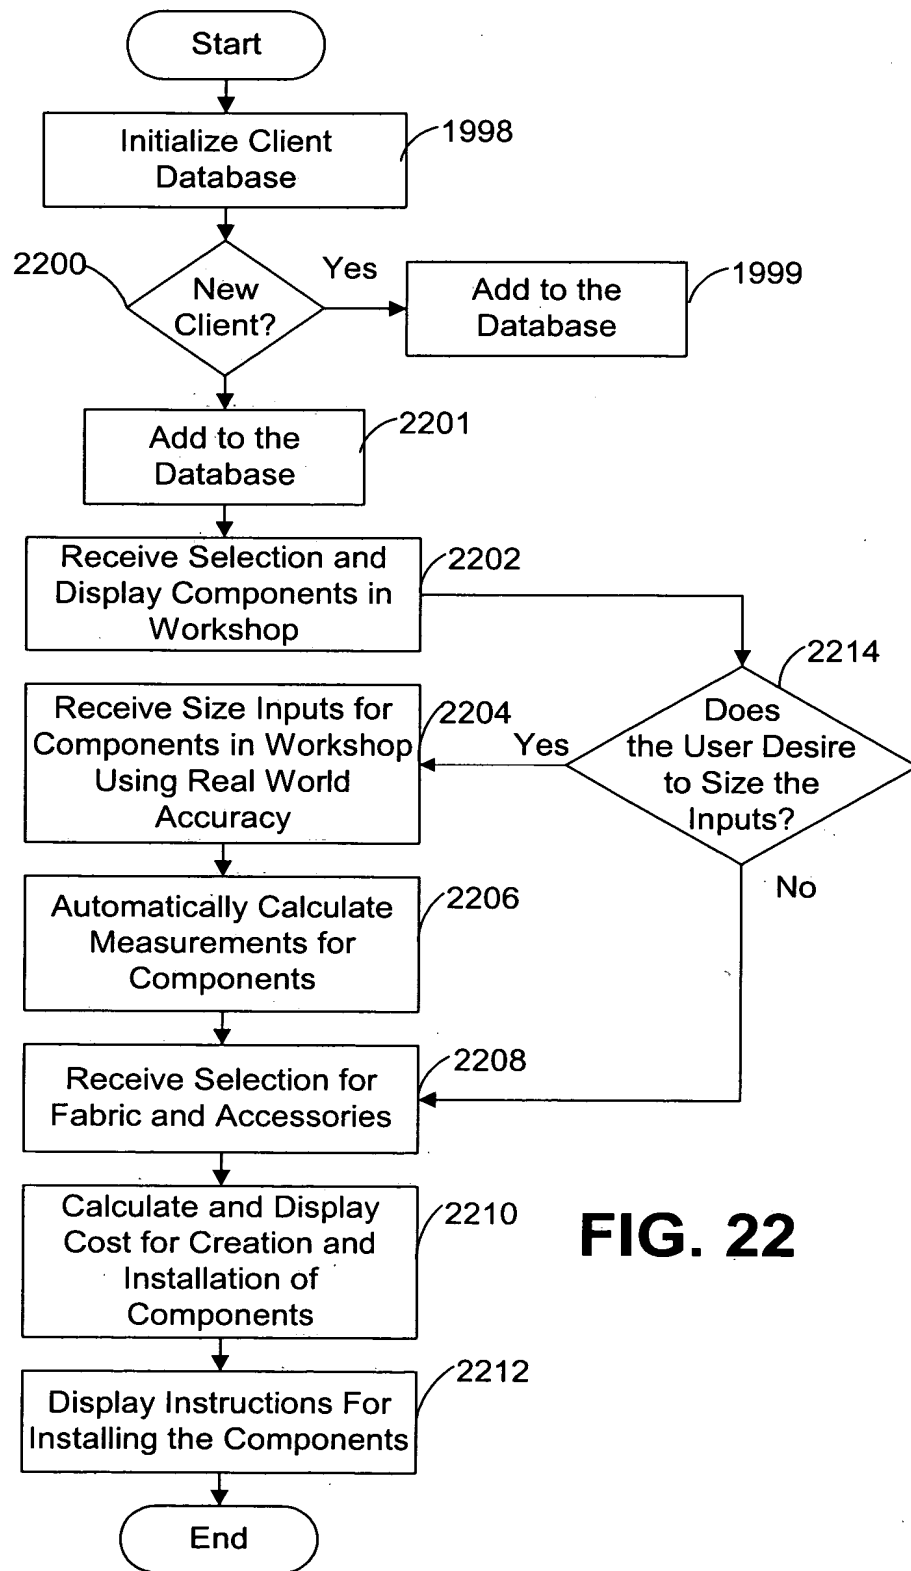 Start
Initialize Client
Database
1998
2200
New
Client?
Yes
Add to the
Database
1999
Add to the
Database
2201
Receive Selection and
Display Components in
Workshop
2202
2214
Does
the User Desire
to Size the
Inputs?
Yes
No
Receive Size Inputs for
Components in Workshop
Using Real World
Accuracy
2204
Automatically Calculate
Measurements for
Components
2206
Receive Selection for
Fabric and Accessories
2208
Calculate and Display
Cost for Creation and
Installation of
Components
2210
FIG. 22
Display Instructions For
Installing the Components
2212
End